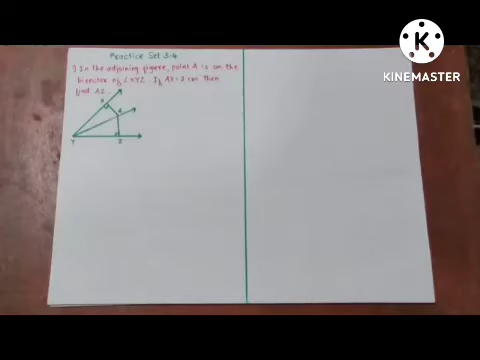 Practice Set 3.4
1) In the adjoining figere, point A is on the
bisector of ∠XYZ. If AX = 2 cm then
find AZ.
X
A
Y
Z
K
KINEMASTER